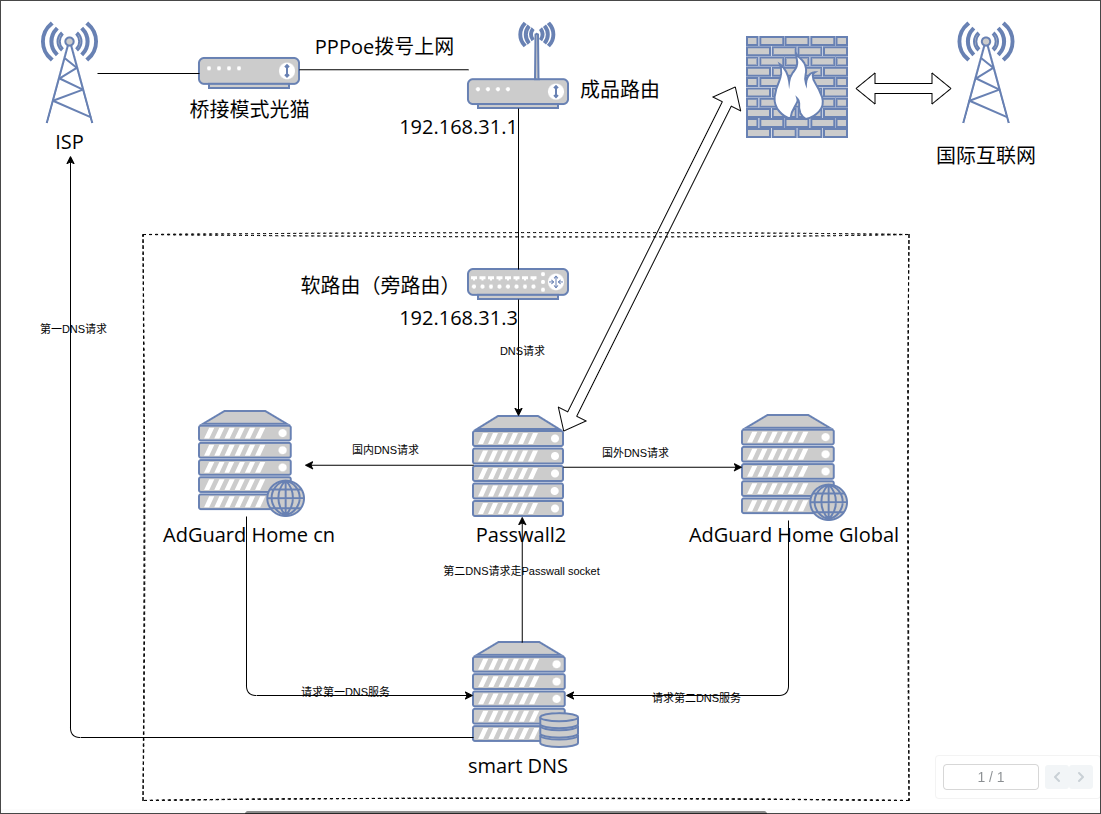 PPPoe拨号上网
成品路由
桥接模式光猫
192.168.31.1
ISP
国际互联网
软路由（旁路由）
192.168.31.3
第一DNS请求
DNS请求
国内DNS请求
国外DNS请求
AdGuard Home cn
Passwall2
AdGuard Home Global
第二DNS请求走Passwall socket
请求第一DNS服务
请求第二DNS服务
smart DNS
1 / 1